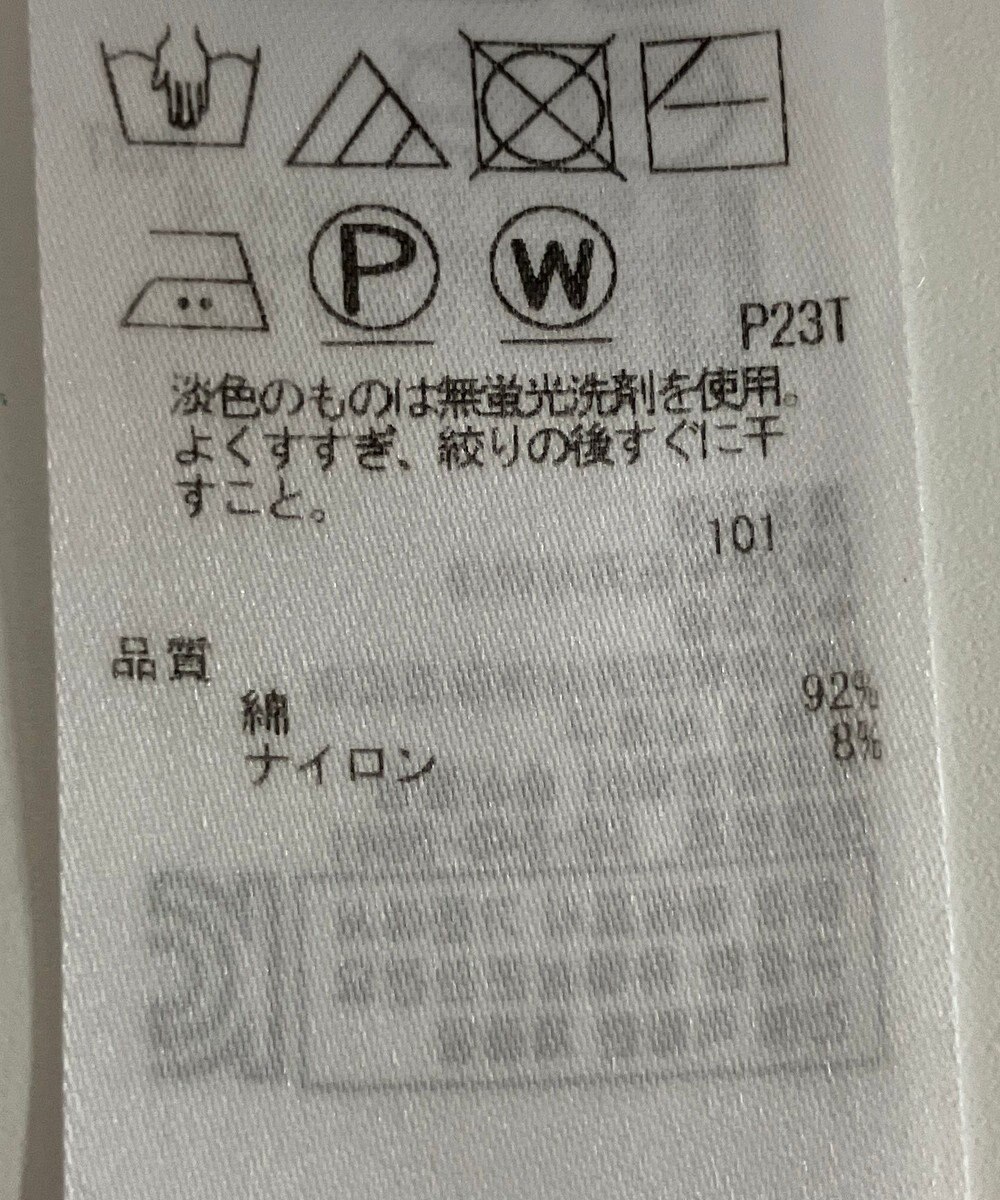 P W
P23T
淡色のものは無蛍光洗剤を使用。
よくすすぎ、絞りの後すぐに干
すこと。
101
品質
綿 92%
ナイロン 8%